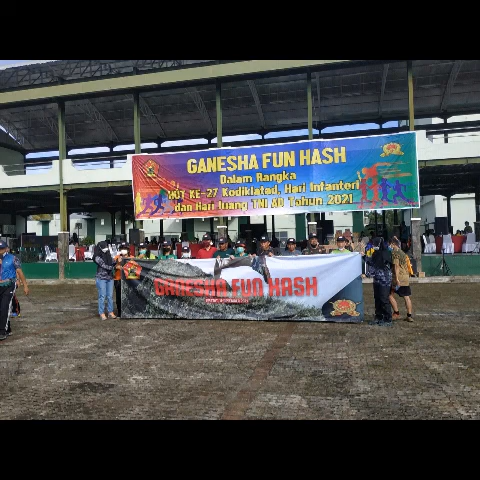 GANESHA FUN HASH
Dalam Rangka
HUT KE-27 Kodiklatad, Hari Infanteri
dan Hari Juang TNI AD Tahun 2021
GANESHA FUN HASH